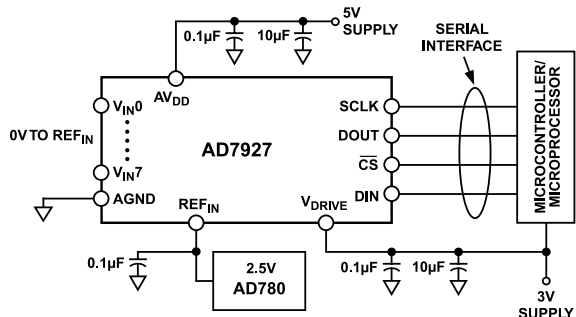 5V
SUPPLY
0.1µF
10µF
SERIAL
INTERFACE
AVDD
VIN0
0V TO REFIN
VIN7
AGND
AD7927
SCLK
DOUT
CS
DIN
MICROCONTROLLER/
MICROPROCESSOR
REFIN
VDRIVE
0.1µF
2.5V
AD780
0.1µF
10µF
3V
SUPPLY